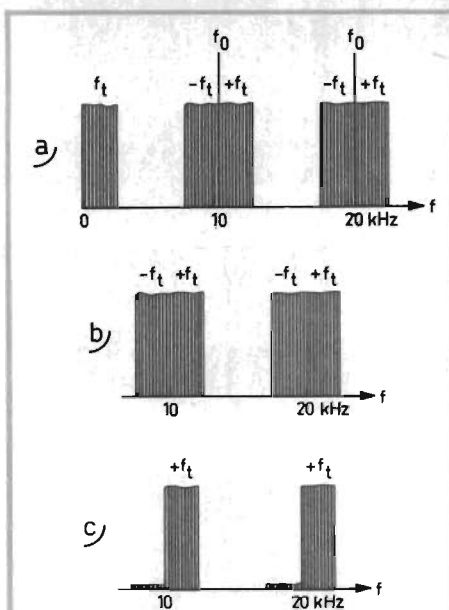 f₀ f₀
fₜ -fₜ +fₜ -fₜ +fₜ
a)
0 10 20 kHz f
-fₜ +fₜ -fₜ +fₜ
b)
10 20 kHz f
+fₜ +fₜ
c)
10 20 kHz f